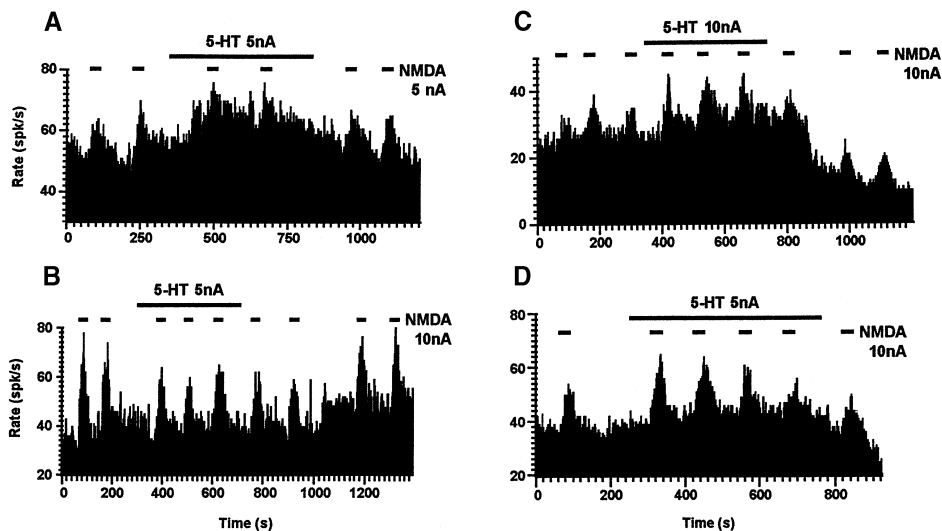 A
5-HT 5nA
NMDA
5 nA
80
60
40
Rate (spk/s)
0 250 500 750 1000
B
5-HT 5nA
NMDA
10nA
80
60
40
20
Rate (spk/s)
0 200 400 600 800 1000 1200
Time (s)
C
5-HT 10nA
NMDA
10nA
40
20
0
0 200 400 600 800 1000
D
5-HT 5nA
NMDA
10nA
80
60
40
20
0 200 400 600 800
Time (s)